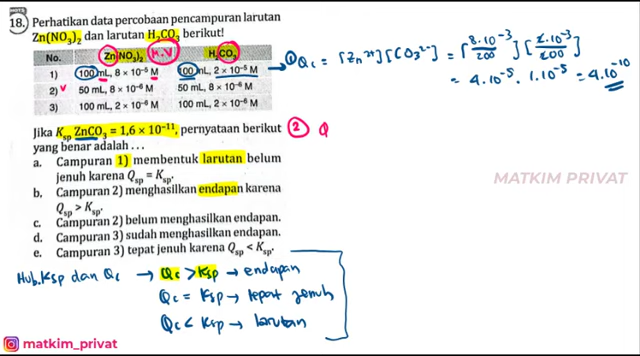 HOTS
18. Perhatikan data percobaan pencampuran larutan
Zn(NO₃)₂ dan larutan H₂CO₃ berikut!
No. Zn(NO₃)₂ M.V H₂CO₃
1) 100 mL, 8 × 10⁻⁵ M 100 mL, 2 × 10⁻⁵ M
2) v 50 mL, 8 × 10⁻⁶ M 50 mL, 8 × 10⁻⁶ M
3) 100 mL, 2 × 10⁻⁶ M 100 mL, 2 × 10⁻⁶ M
Jika Ksp ZnCO₃ = 1,6 × 10⁻¹¹, pernyataan berikut
yang benar adalah . . .
a. Campuran 1) membentuk larutan belum
jenuh karena Qsp = Ksp.
b. Campuran 2) menghasilkan endapan karena
Qsp > Ksp.
c. Campuran 2) belum menghasilkan endapan.
d. Campuran 3) sudah menghasilkan endapan.
e. Campuran 3) tepat jenuh karena Qsp < Ksp.
Hub. Ksp dan Qc → Qc > Ksp → endapan
Qc = Ksp → tepat jenuh
Qc < Ksp → larutan
① Qc = [Zn²⁺][CO₃²⁻] = [8.10⁻³/200][2.10⁻³/200]
= 4.10⁻⁵ . 1.10⁻⁵ = 4.10⁻¹⁰
② Q
MATKIM PRIVAT
matkim_privat